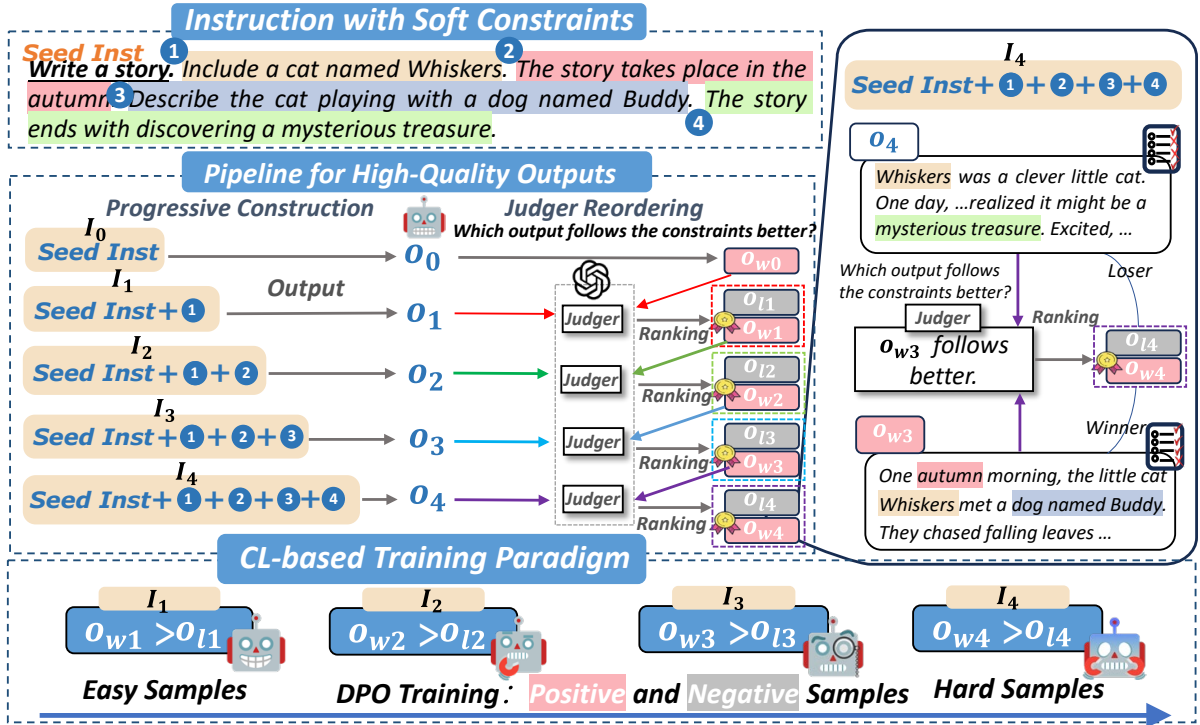 Instruction with Soft Constraints
Seed Inst
1
2
Write a story. Include a cat named Whiskers. The story takes place in the
autumn. 3 Describe the cat playing with a dog named Buddy. The story
ends with discovering a mysterious treasure.
4
Pipeline for High-Quality Outputs
Progressive Construction
Judger Reordering
Which output follows the constraints better?
I0
Seed Inst
o0
ow0
I1
Seed Inst + 1
Output
o1
Judger
Ranking
ol1
ow1
I2
Seed Inst + 1 + 2
o2
Judger
Ranking
ol2
ow2
I3
Seed Inst + 1 + 2 + 3
o3
Judger
Ranking
ol3
ow3
I4
Seed Inst + 1 + 2 + 3 + 4
o4
Judger
Ranking
ol4
ow4
I4
Seed Inst + 1 + 2 + 3 + 4
o4
Whiskers was a clever little cat.
One day, …realized it might be a
mysterious treasure. Excited, …
Which output follows
the constraints better?
Loser
Judger
Ranking
ow3 follows
better.
ol4
ow4
Winner
ow3
One autumn morning, the little cat
Whiskers met a dog named Buddy.
They chased falling leaves …
CL-based Training Paradigm
I1
ow1 >ol1
I2
ow2 >ol2
I3
ow3 >ol3
I4
ow4 >ol4
Easy Samples
DPO Training: Positive and Negative Samples
Hard Samples